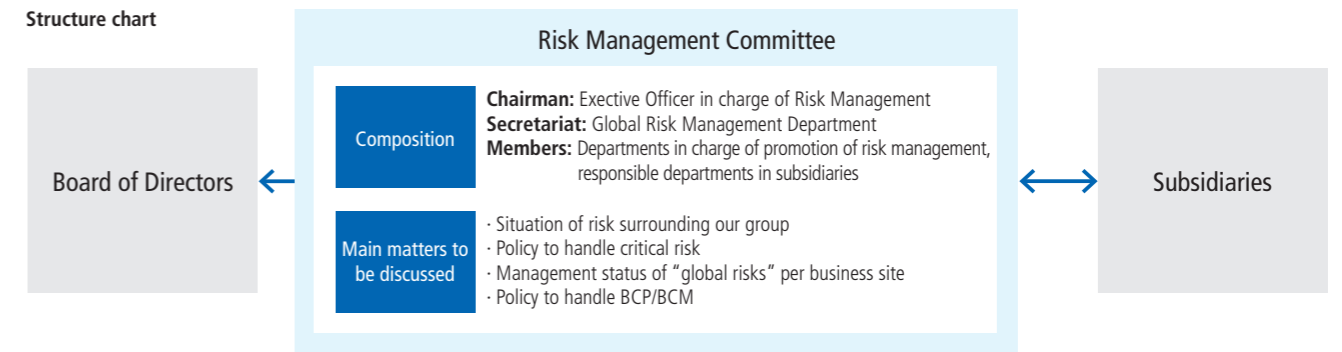 Structure chart
Risk Management Committee
Board of Directors
Composition
Chairman: Exective Officer in charge of Risk Management
Secretariat: Global Risk Management Department
Members: Departments in charge of promotion of risk management,
responsible departments in subsidiaries
Main matters to
be discussed
· Situation of risk surrounding our group
· Policy to handle critical risk
· Management status of “global risks” per business site
· Policy to handle BCP/BCM
Subsidiaries